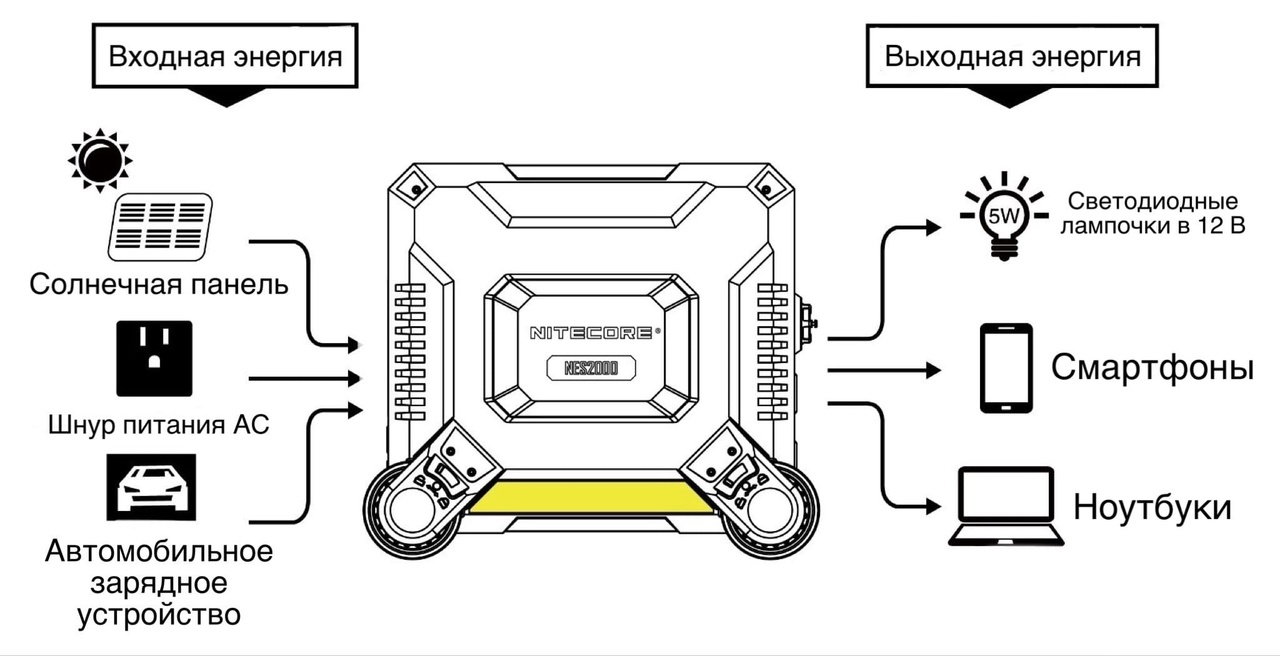 Входная энергия
Выходная энергия
Солнечная панель
Шнур питания АС
Автомобильное
зарядное
устройство
NITECORE®
NES2000
5W
Светодиодные
лампочки в 12 В
Смартфоны
Ноутбуки